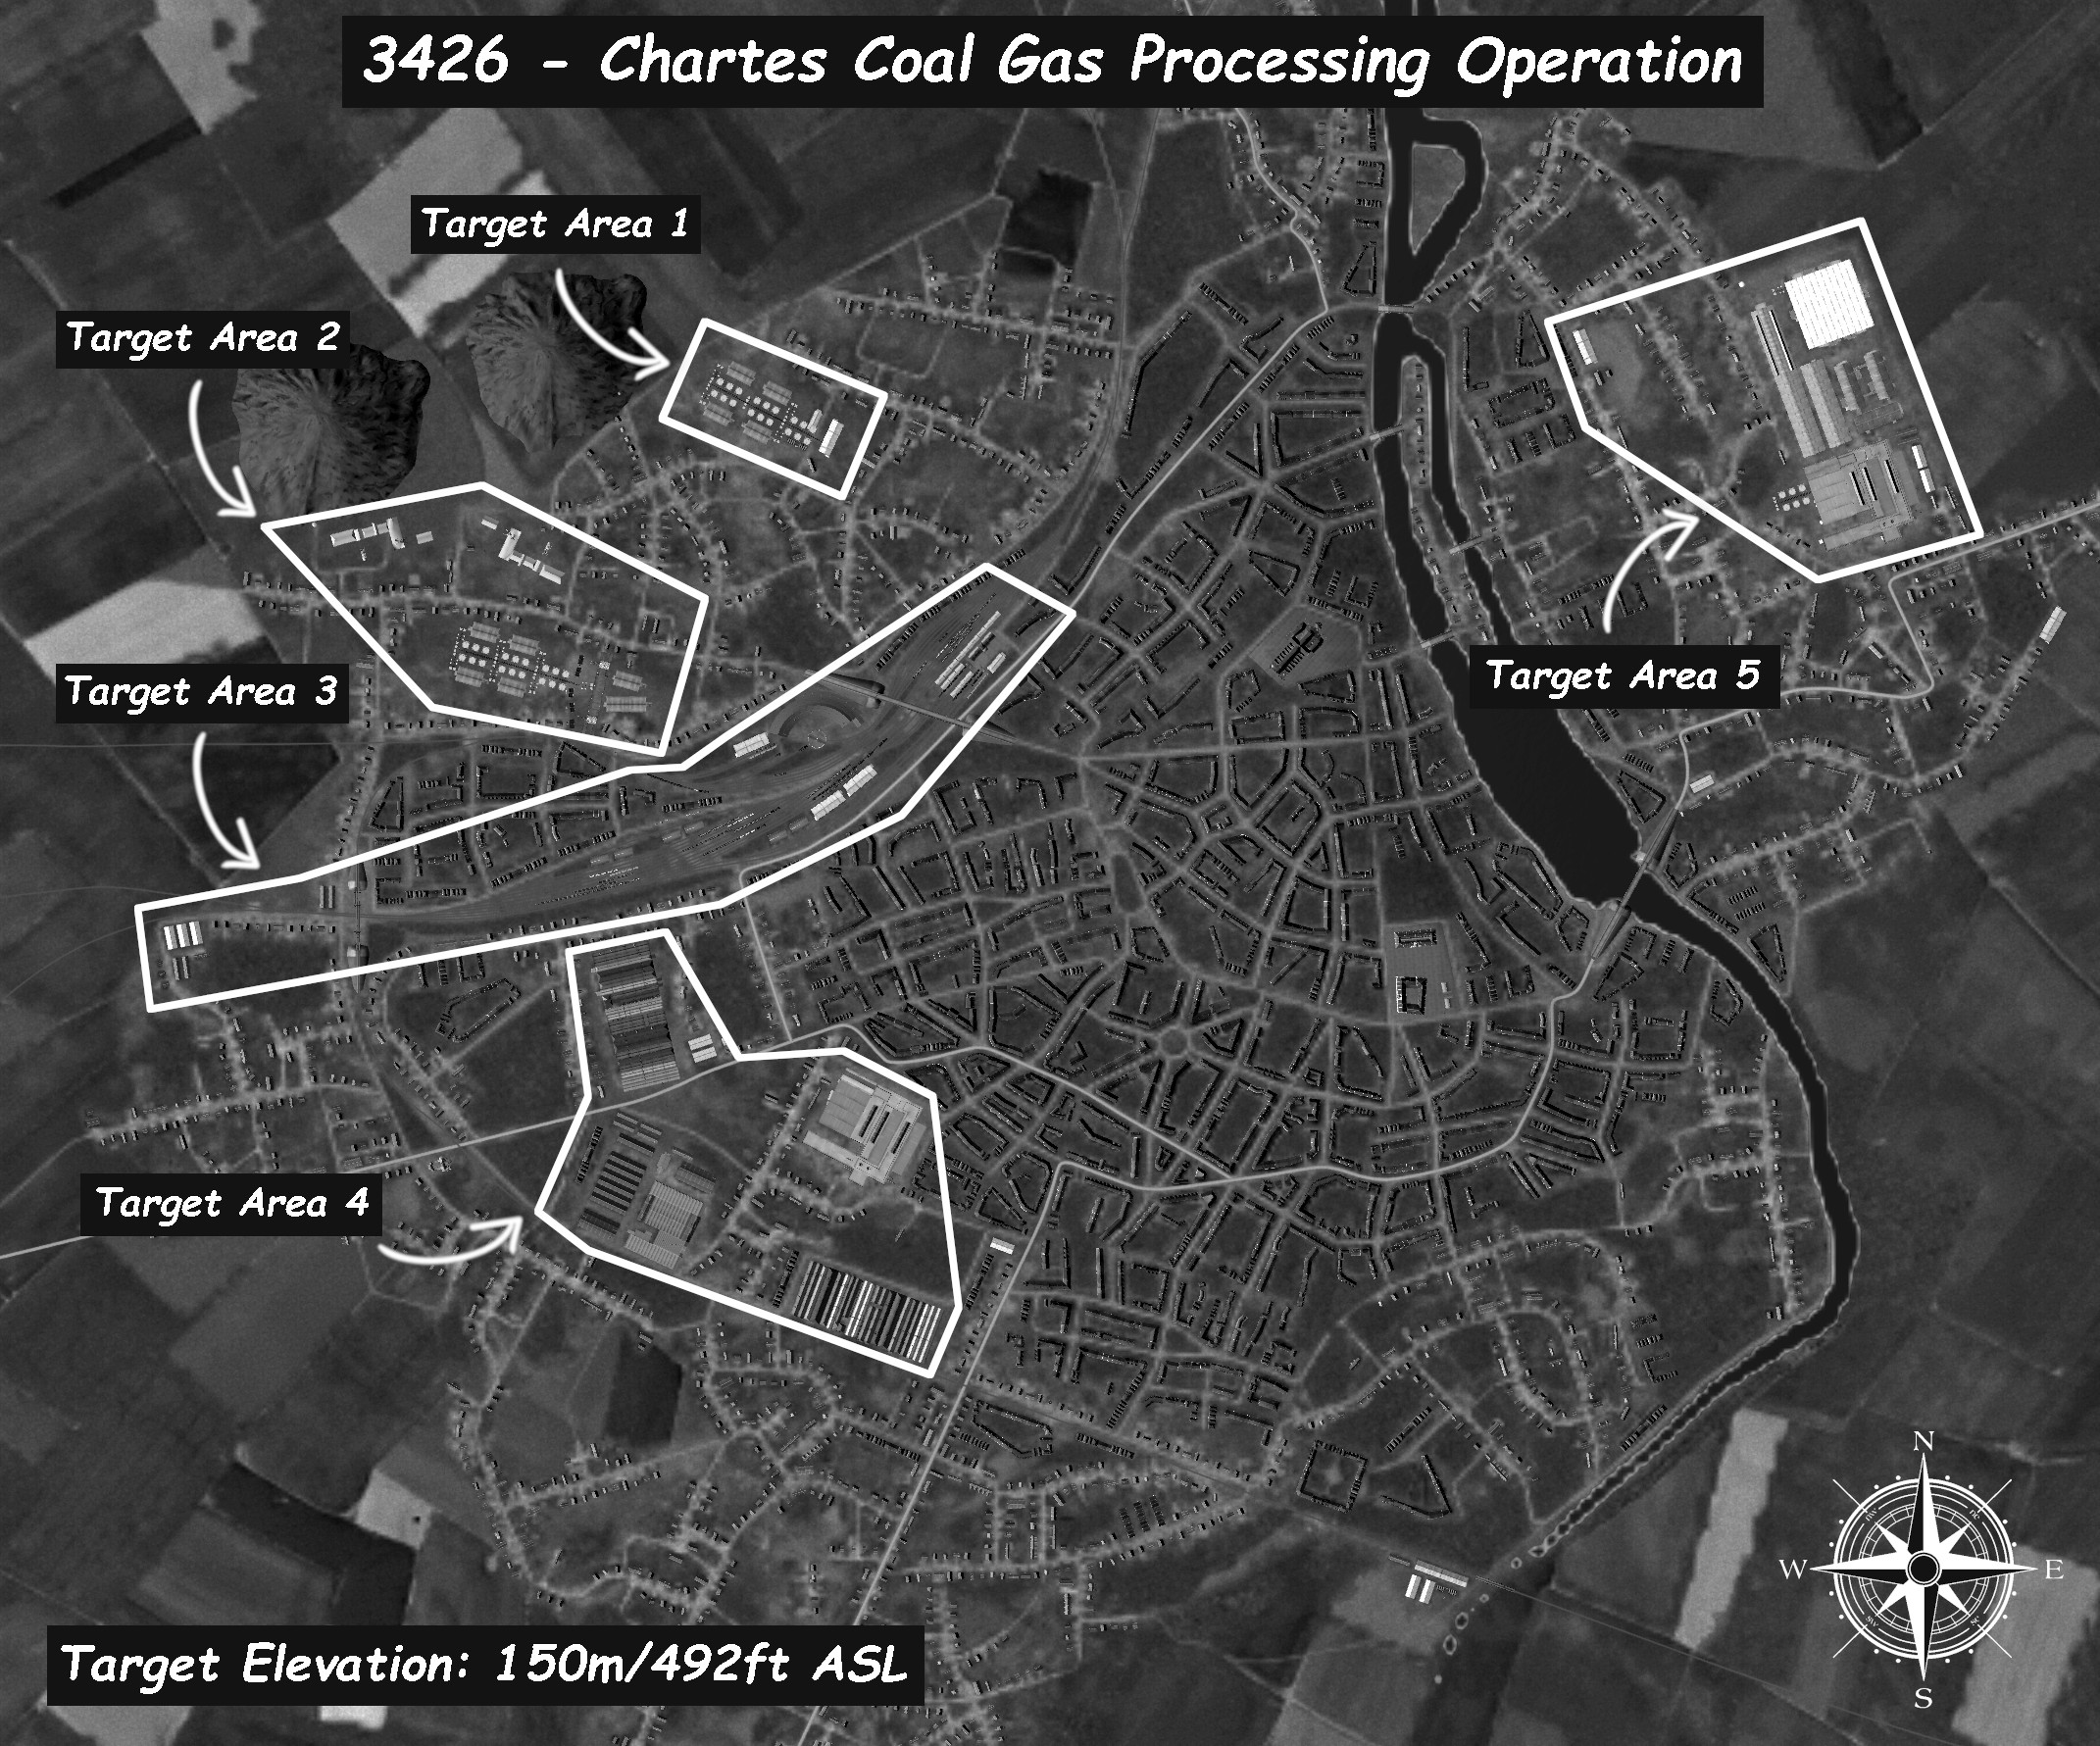 3426 - Chartes Coal Gas Processing Operation
Target Area 1
Target Area 2
Target Area 3
Target Area 5
Target Area 4
N
W
E
S
Target Elevation: 150m/492ft ASL